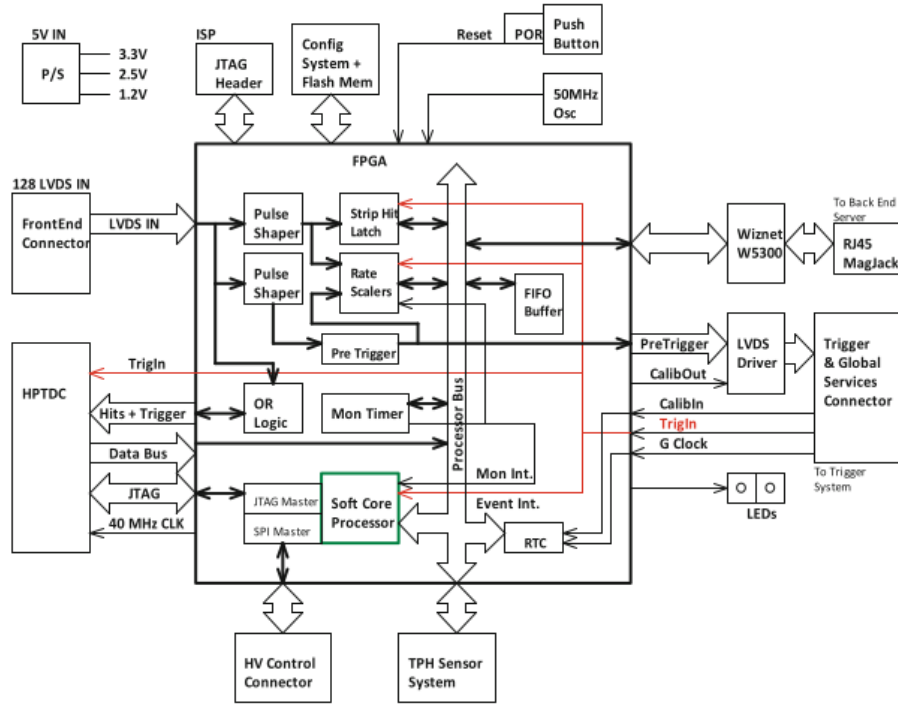 5V IN
P/S
3.3V
2.5V
1.2V
ISP
JTAG
Header
Config
System +
Flash Mem
Reset
POR
Push
Button
50MHz
Osc
FPGA
128 LVDS IN
FrontEnd
Connector
LVDS IN
Pulse
Shaper
Strip Hit
Latch
Pulse
Shaper
Rate
Scalers
FIFO
Buffer
Pre Trigger
Processor Bus
Wiznet
W5300
To Back End
Server
RJ45
MagJack
PreTrigger
LVDS
Driver
CalibOut
Trigger
& Global
Services
Connector
CalibIn
TrigIn
G Clock
To Trigger
System
LEDs
HPTDC
TrigIn
Hits + Trigger
OR
Logic
Data Bus
JTAG
40 MHz CLK
Mon Timer
Mon Int.
JTAG Master
SPI Master
Soft Core
Processor
Event Int.
RTC
HV Control
Connector
TPH Sensor
System